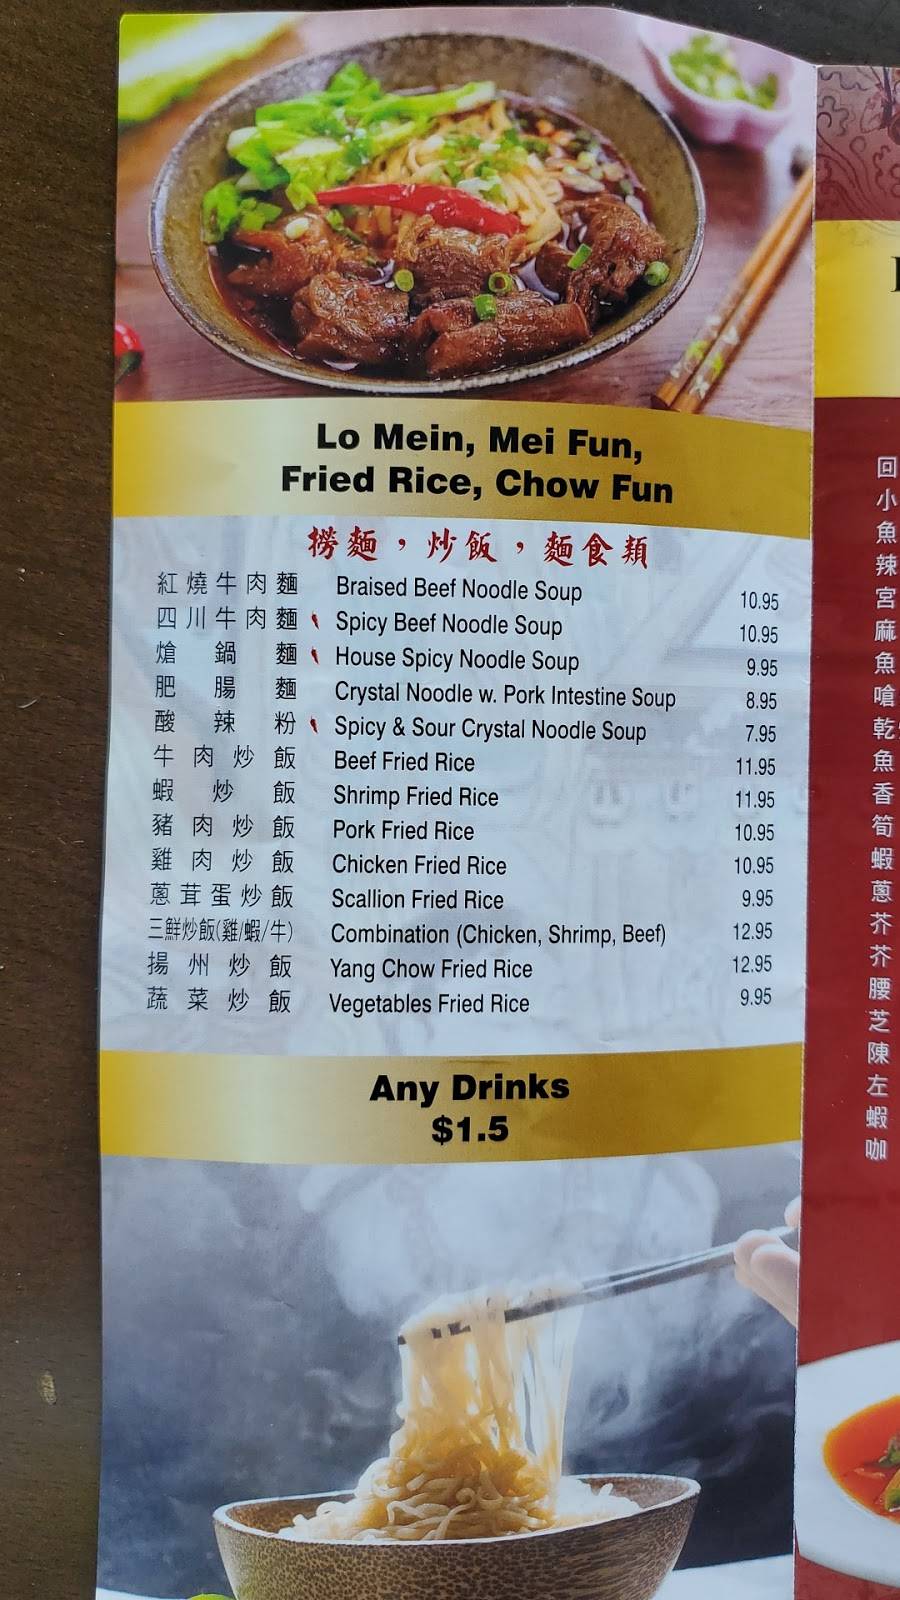 Lo Mein, Mei Fun,
Fried Rice, Chow Fun
撈麵，炒飯，麵食類
紅燒牛肉麵 Braised Beef Noodle Soup 10.95
四川牛肉麵 Spicy Beef Noodle Soup 10.95
熗鍋麵 House Spicy Noodle Soup 9.95
肥腸麵 Crystal Noodle w. Pork Intestine Soup 8.95
酸辣粉 Spicy & Sour Crystal Noodle Soup 7.95
牛肉炒飯 Beef Fried Rice 11.95
蝦炒飯 Shrimp Fried Rice 11.95
豬肉炒飯 Pork Fried Rice 10.95
雞肉炒飯 Chicken Fried Rice 10.95
蔥茸蛋炒飯 Scallion Fried Rice 9.95
三鮮炒飯(雞/蝦/牛) Combination (Chicken, Shrimp, Beef) 12.95
揚州炒飯 Yang Chow Fried Rice 12.95
蔬菜炒飯 Vegetables Fried Rice 9.95
Any Drinks
$1.5
回
小
魚
辣
宮
麻
魚
嗆
乾
魚
香
筍
蝦
蔥
芥
芥
腰
芝
陳
左
蝦
咖